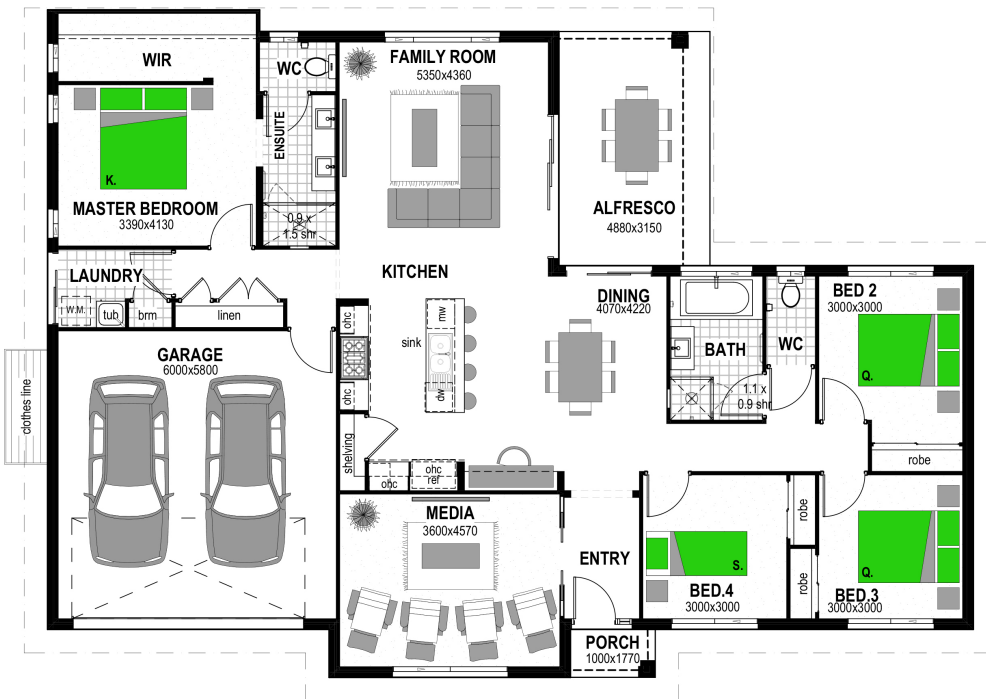 WIR
WC
FAMILY ROOM
5350x4360
ENSUITE
K.
MASTER BEDROOM
3390x4130
0.9 x
1.5 shr
ALFRESCO
4880x3150
LAUNDRY
W.M.
tub
brm
linen
KITCHEN
ohc
mw
sink
dw
ohc
DINING
4070x4220
BATH
WC
1.1 x
0.9 shr
BED 2
3000x3000
Q.
robe
GARAGE
6000x5800
clothes line
shelving
ohc
ohc
ref
MEDIA
3600x4570
ENTRY
PORCH
1000x1770
S.
BED.4
3000x3000
robe
robe
Q.
BED.3
3000x3000